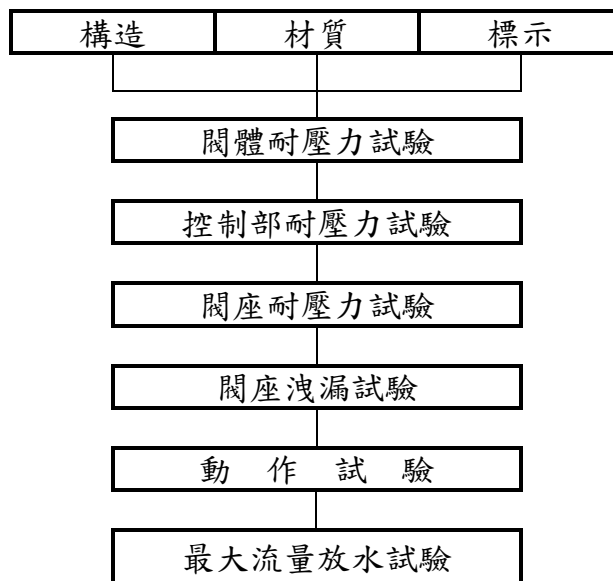 構造 材質 標示
閥體耐壓力試驗
控制部耐壓力試驗
閥座耐壓力試驗
閥座洩漏試驗
動 作 試 驗
最大流量放水試驗